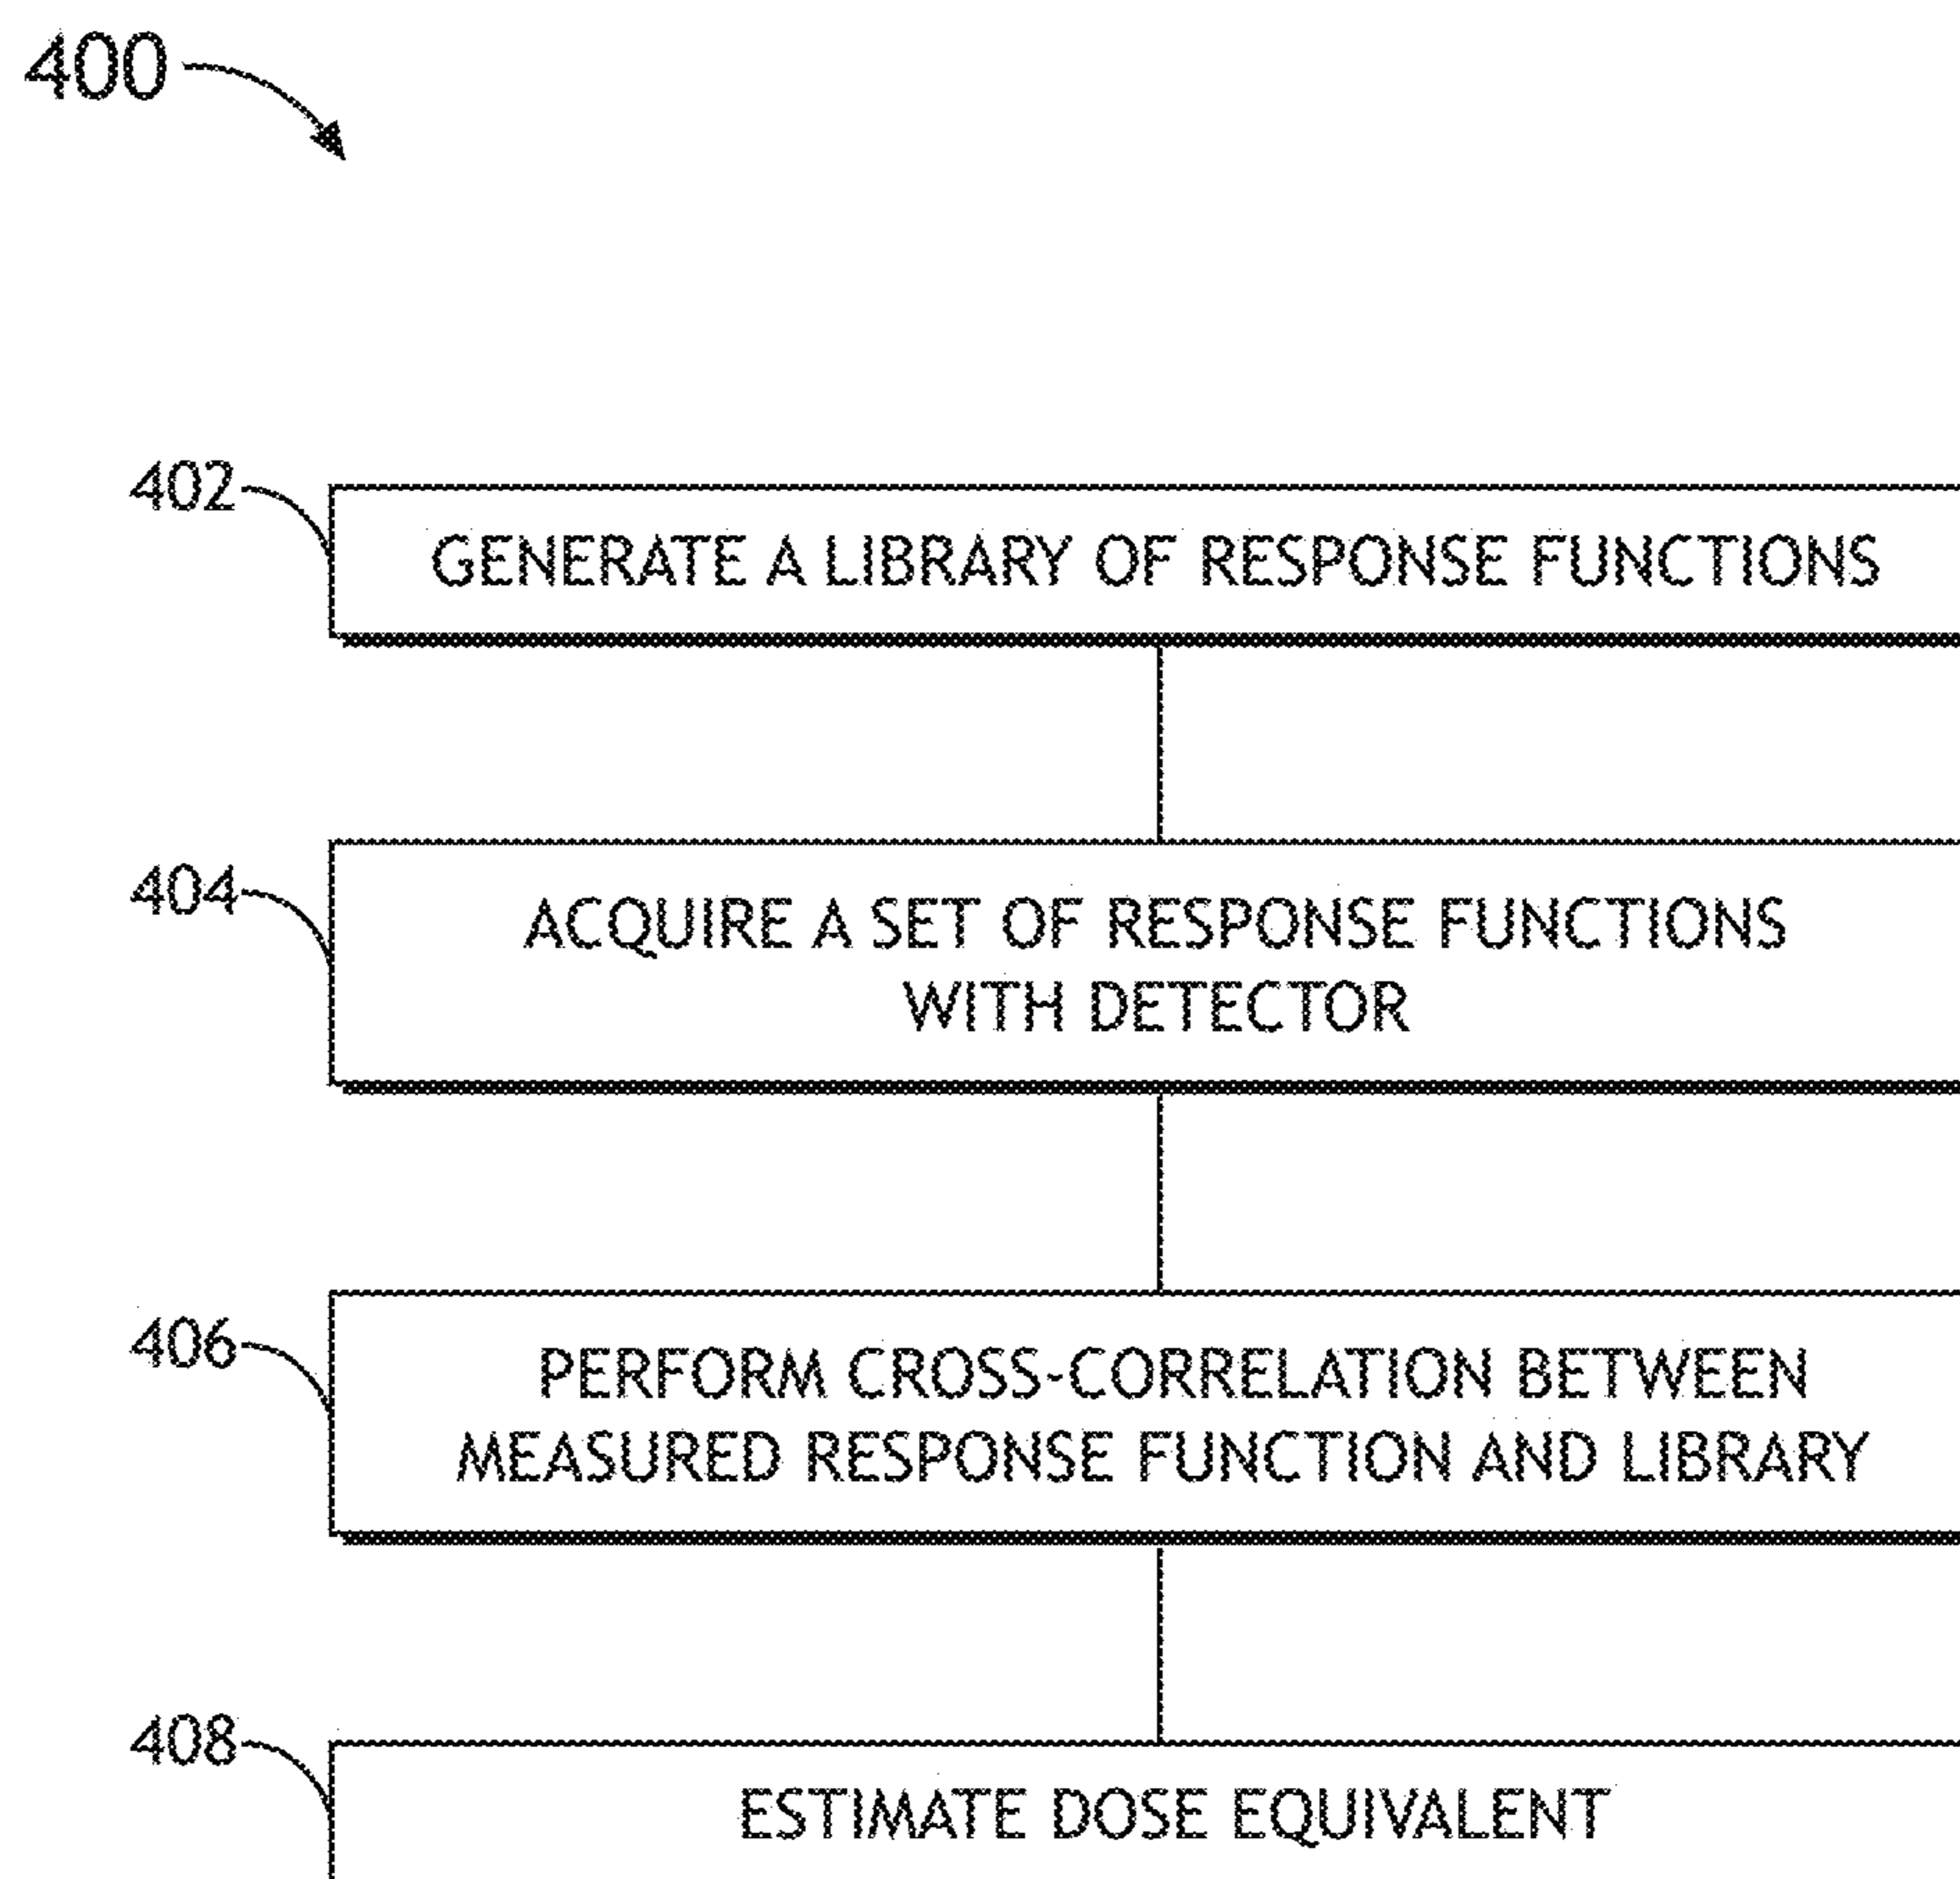 400
402
GENERATE A LIBRARY OF RESPONSE FUNCTIONS
404
ACQUIRE A SET OF RESPONSE FUNCTIONS
WITH DETECTOR
406
PERFORM CROSS-CORRELATION BETWEEN
MEASURED RESPONSE FUNCTION AND LIBRARY
408
ESTIMATE DOSE EQUIVALENT